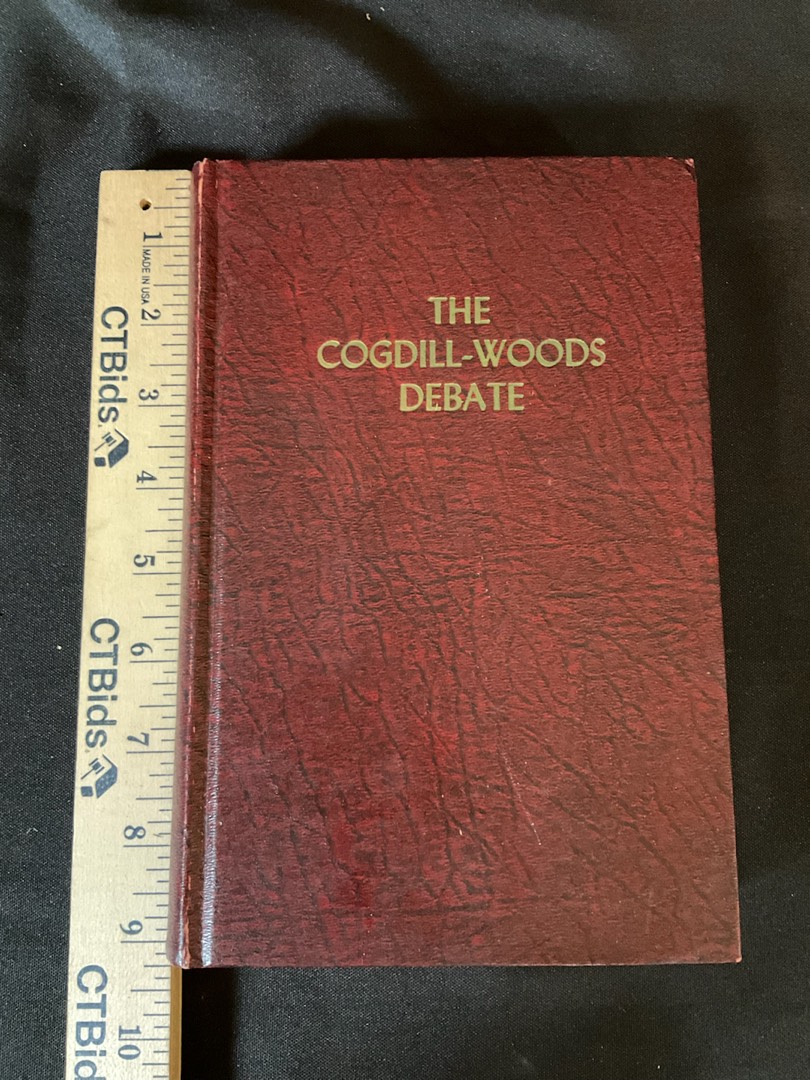 THE
COGDILL-WOODS
DEBATE
1
MADE IN USA
2
3
4
5
6
7
8
9
10
CTBids.
CTBids.
CTBid